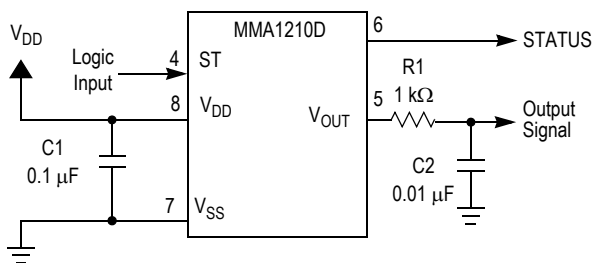 MMA1210D
6
STATUS
V_DD
Logic
Input
4
ST
R1
1 kΩ
8
V_DD
5
V_OUT
Output
Signal
C1
0.1 μF
C2
0.01 μF
7
V_SS